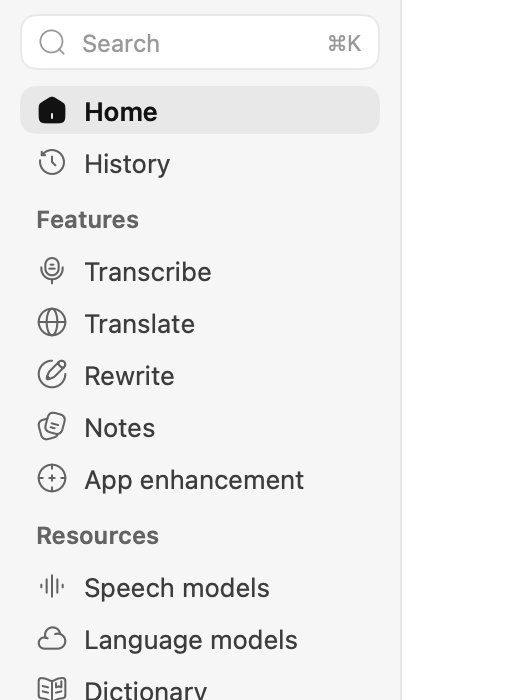 Search ⌘K
Home
History
Features
Transcribe
Translate
Rewrite
Notes
App enhancement
Resources
Speech models
Language models
Dictionary